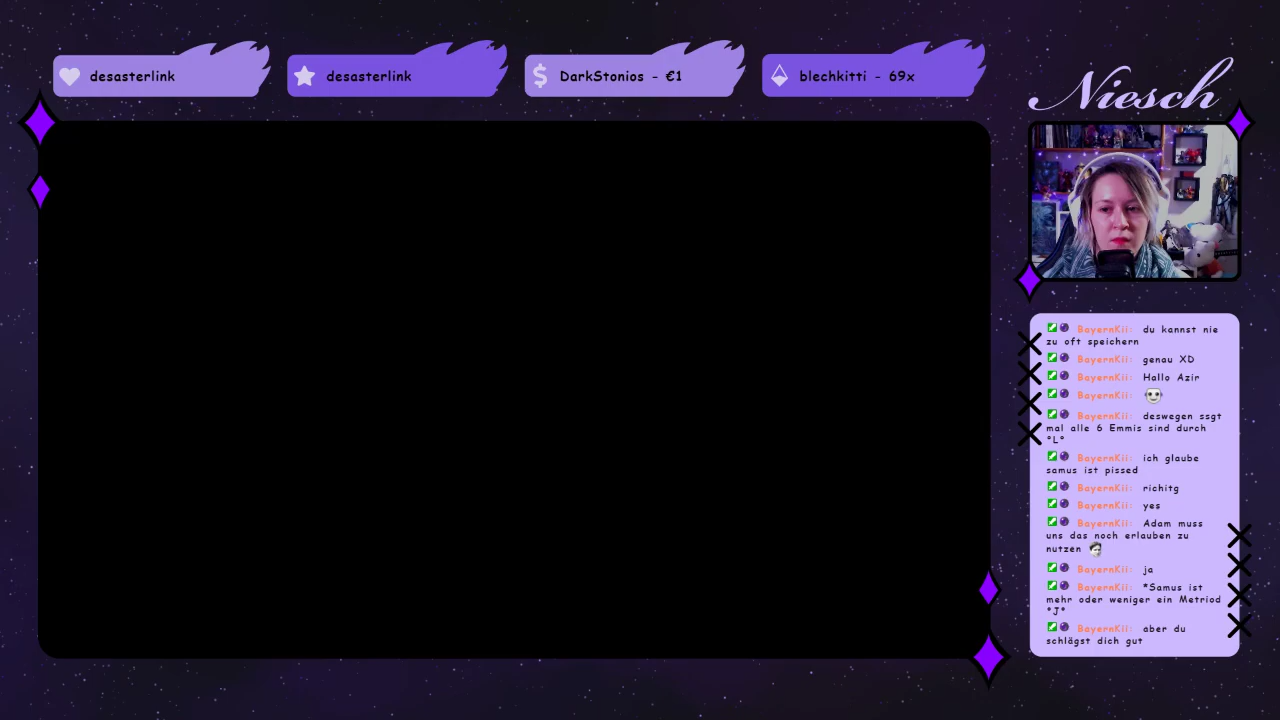 desasterlink
desasterlink
DarkStonios - €1
blechkitti - 69x
Niesch
BayernKii: du kannst nie
zu oft speichern
BayernKii: genau XD
BayernKii: Hallo Azir
BayernKii:
BayernKii: deswegen ssgt
mal alle 6 Emmis sind durch
°L°
BayernKii: ich glaube
samus ist pissed
BayernKii: richitg
BayernKii: yes
BayernKii: Adam muss
uns das noch erlauben zu
nutzen
BayernKii: ja
BayernKii: *Samus ist
mehr oder weniger ein Metriod
°J°
BayernKii: aber du
schlägst dich gut